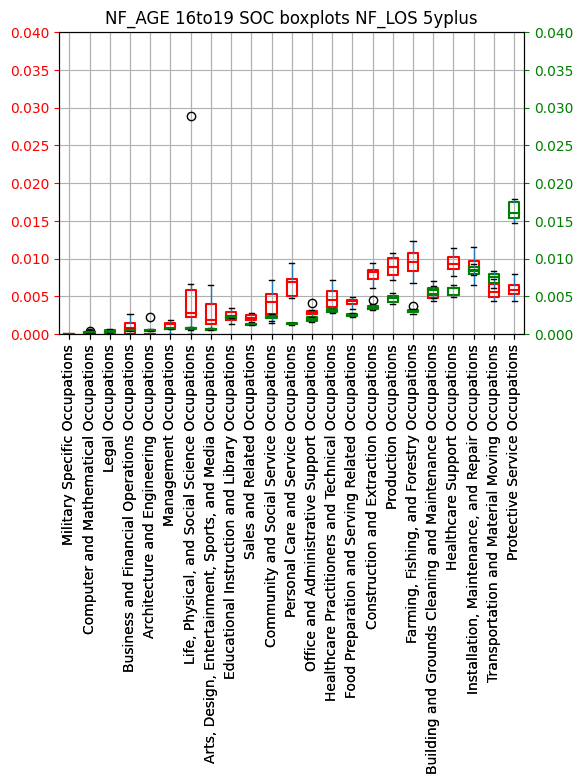 NF_AGE 16to19 SOC boxplots NF_LOS 5yplus
0.040
0.035
0.030
0.025
0.020
0.015
0.010
0.005
0.000
0.040
0.035
0.030
0.025
0.020
0.015
0.010
0.005
0.000
Military Specific Occupations
Computer and Mathematical Occupations
Legal Occupations
Business and Financial Operations Occupations
Architecture and Engineering Occupations
Management Occupations
Life, Physical, and Social Science Occupations
Arts, Design, Entertainment, Sports, and Media Occupations
Educational Instruction and Library Occupations
Sales and Related Occupations
Community and Social Service Occupations
Personal Care and Service Occupations
Office and Administrative Support Occupations
Healthcare Practitioners and Technical Occupations
Food Preparation and Serving Related Occupations
Construction and Extraction Occupations
Production Occupations
Farming, Fishing, and Forestry Occupations
Building and Grounds Cleaning and Maintenance Occupations
Healthcare Support Occupations
Installation, Maintenance, and Repair Occupations
Transportation and Material Moving Occupations
Protective Service Occupations